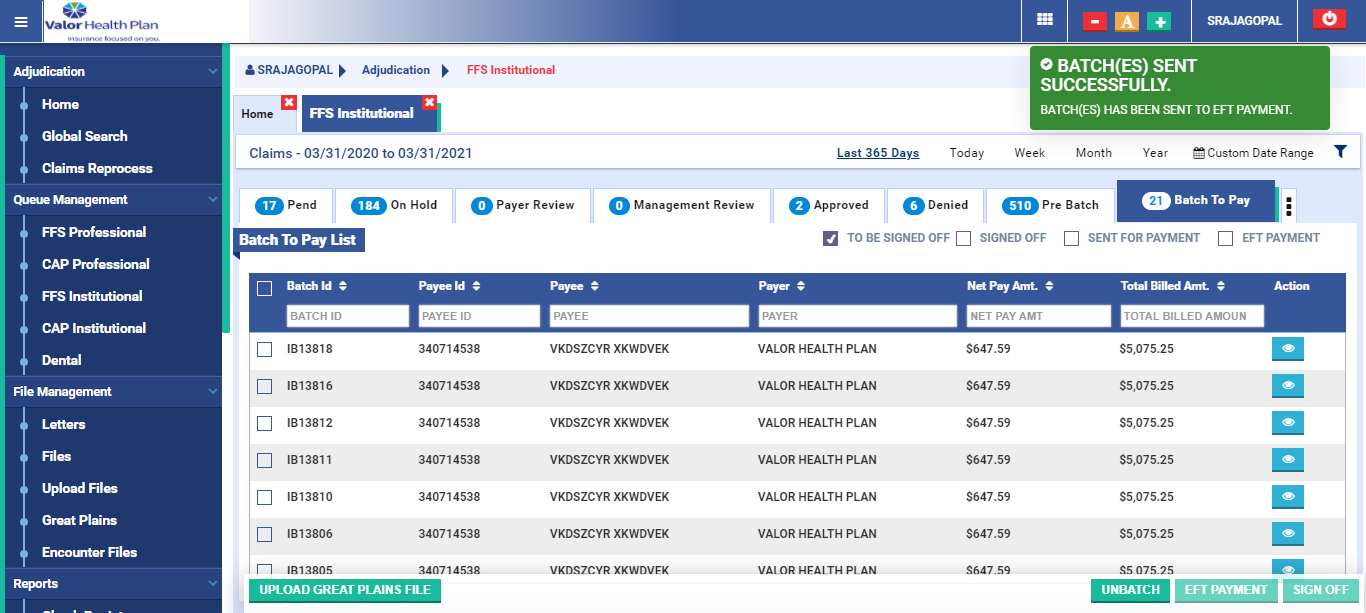 Valor Health Plan
Insurance focused on you.
A
SRAJAGOPAL
BATCH(ES) SENT
SUCCESSFULLY.
BATCH(ES) HAS BEEN SENT TO EFT PAYMENT.
Adjudication
Home
Global Search
Claims Reprocess
Queue Management
FFS Professional
CAP Professional
FFS Institutional
CAP Institutional
Dental
File Management
Letters
Files
Upload Files
Great Plains
Encounter Files
Reports
SRAJAGOPAL Adjudication FFS Institutional
Home FFS Institutional
Claims - 03/31/2020 to 03/31/2021 Last 365 Days Today Week Month Year Custom Date Range
17 Pend 184 On Hold 0 Payer Review 0 Management Review 2 Approved 6 Denied 510 Pre Batch 21 Batch To Pay
Batch To Pay List TO BE SIGNED OFF SIGNED OFF SENT FOR PAYMENT EFT PAYMENT
Batch Id Payee Id Payee Payer Net Pay Amt. Total Billed Amt. Action
BATCH ID PAYEE ID PAYEE PAYER NET PAY AMT TOTAL BILLED AMOUN
IB13818 340714538 VKDSZCYR XKWDVEK VALOR HEALTH PLAN $647.59 $5,075.25
IB13816 340714538 VKDSZCYR XKWDVEK VALOR HEALTH PLAN $647.59 $5,075.25
IB13812 340714538 VKDSZCYR XKWDVEK VALOR HEALTH PLAN $647.59 $5,075.25
IB13811 340714538 VKDSZCYR XKWDVEK VALOR HEALTH PLAN $647.59 $5,075.25
IB13810 340714538 VKDSZCYR XKWDVEK VALOR HEALTH PLAN $647.59 $5,075.25
IB13806 340714538 VKDSZCYR XKWDVEK VALOR HEALTH PLAN $647.59 $5,075.25
IB13805 340714538 VKDSZCYR XKWDVEK VALOR HEALTH PLAN $647.59 $5,075.25
UPLOAD GREAT PLAINS FILE UNBATCH EFT PAYMENT SIGN OFF